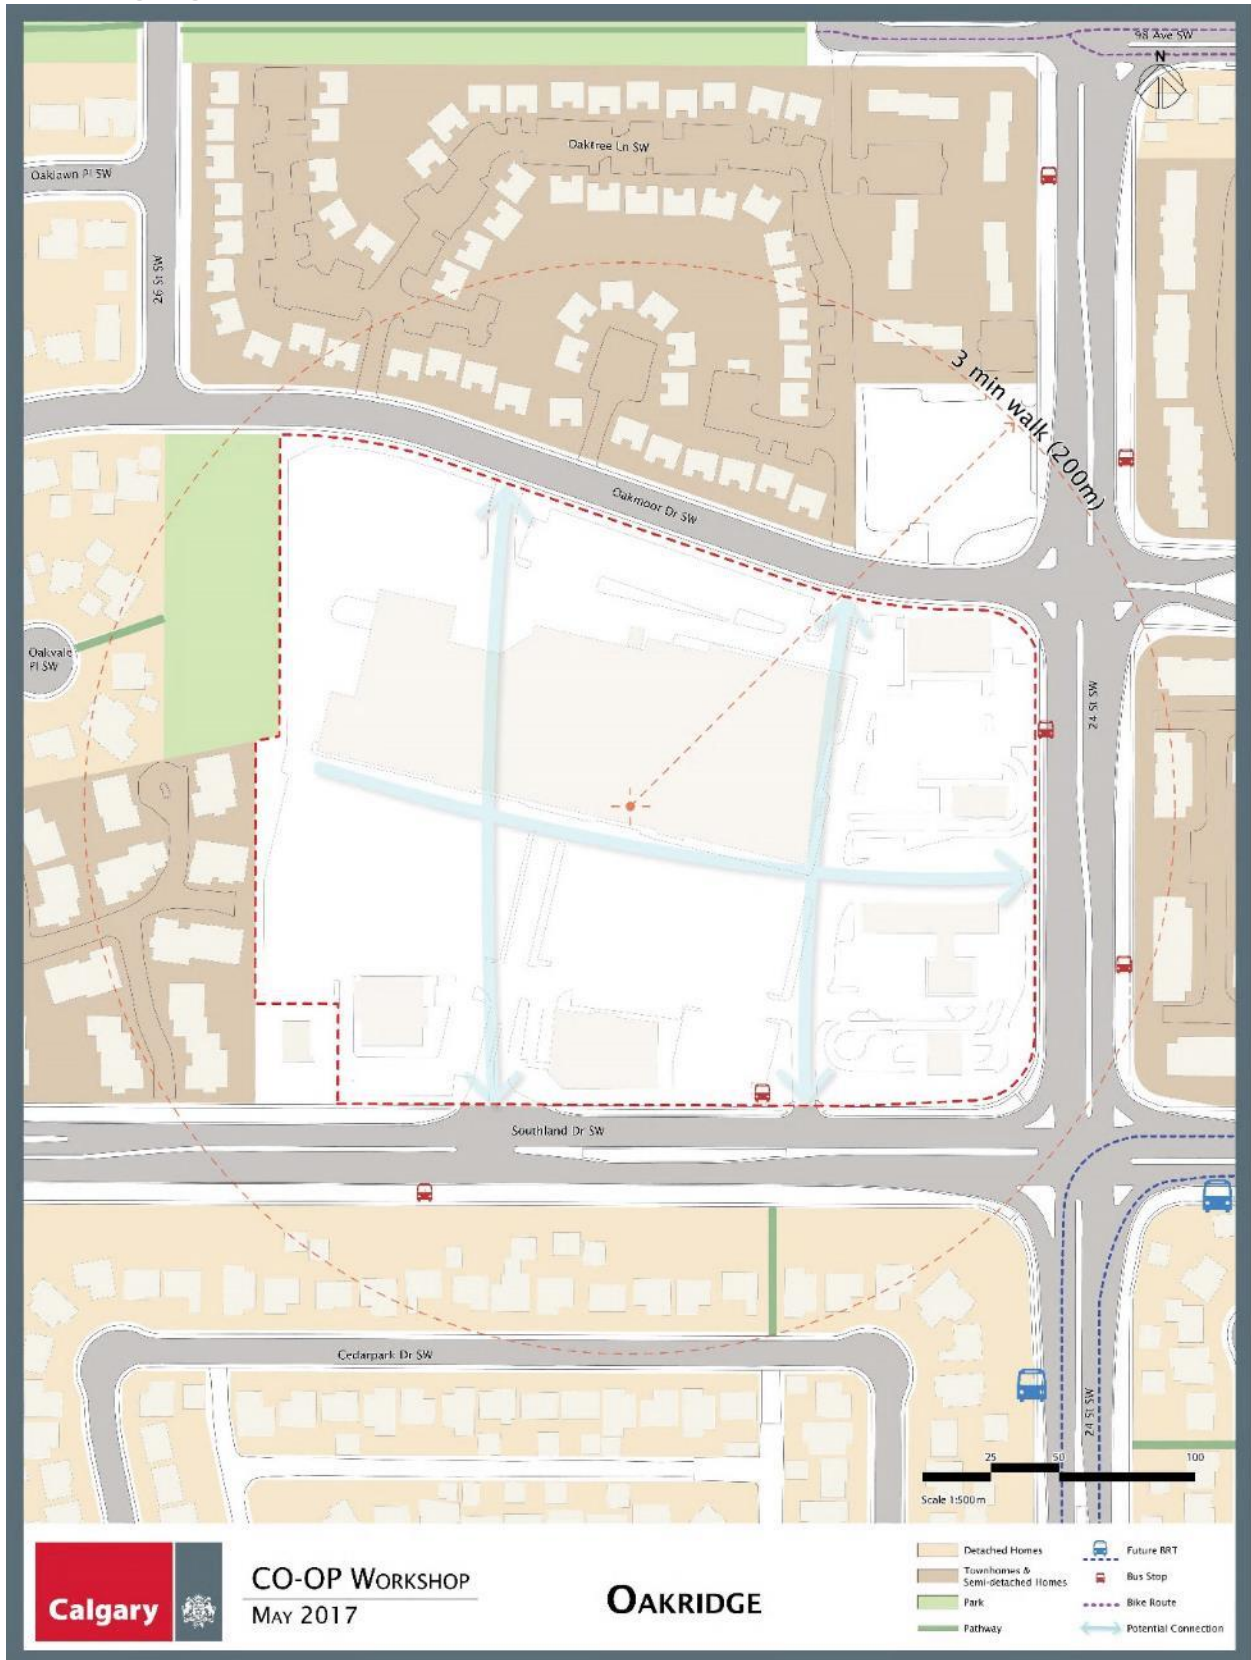 98 Ave SW
N
Oaktree Ln SW
Oaklawn Pl SW
26 St SW
3 min walk (200m)
Oakmoor Dr SW
Oakvale
Pl SW
24 St SW
Southland Dr SW
Cedarpark Dr SW
24 St SW
25
50
100
Scale 1:500m
Calgary
CO-OP WORKSHOP
MAY 2017
OAKRIDGE
Detached Homes
Townhomes &
Semi-detached Homes
Park
Pathway
Future BRT
Bus Stop
Bike Route
Potential Connection